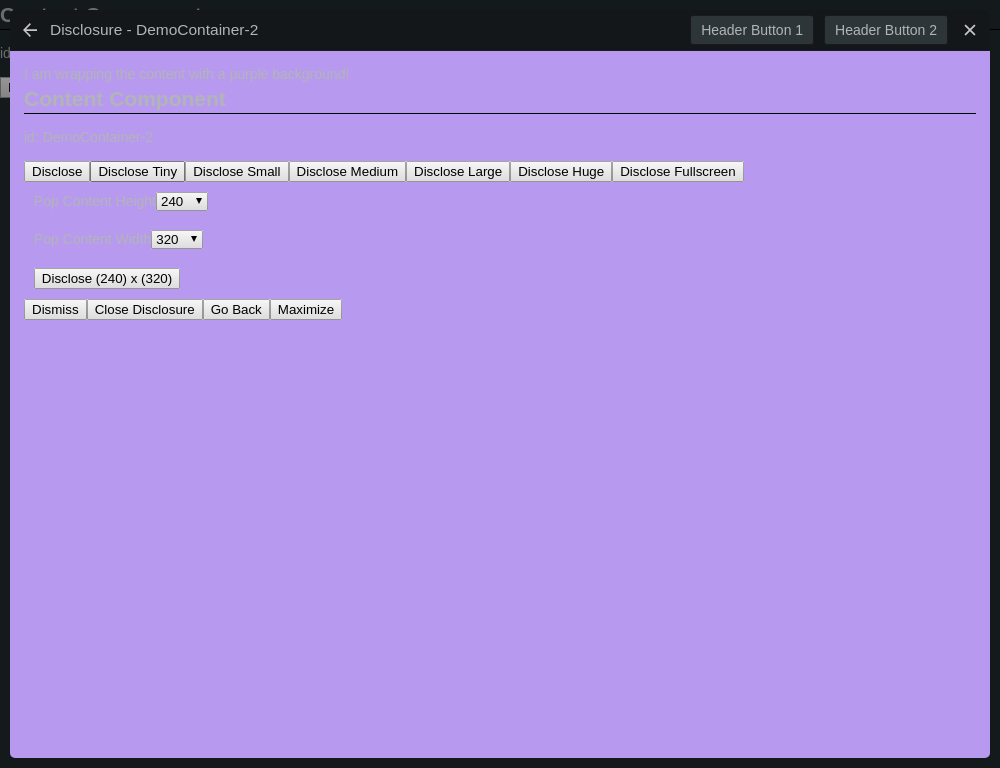 Disclosure - DemoContainer-2
Header Button 1
Header Button 2
id
I am wrapping the content with a purple background!
Content Component
id: DemoContainer-2
Disclose
Disclose Tiny
Disclose Small
Disclose Medium
Disclose Large
Disclose Huge
Disclose Fullscreen
Pop Content Height 240
Pop Content Width 320
Disclose (240) x (320)
Dismiss
Close Disclosure
Go Back
Maximize